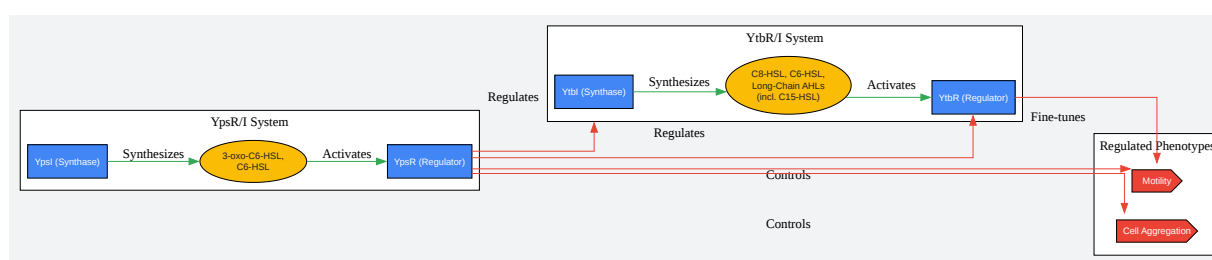 YtbR/I System
YtbI (Synthase)
Synthesizes
C8-HSL, C6-HSL,
Long-Chain AHLs
(incl. C15-HSL)
Activates
YtbR (Regulator)
Regulates
Regulates
Fine-tunes
YpsR/I System
YpsI (Synthase)
Synthesizes
3-oxo-C6-HSL,
C6-HSL
Activates
YpsR (Regulator)
Controls
Controls
Regulated Phenotypes
Motility
Cell Aggregation